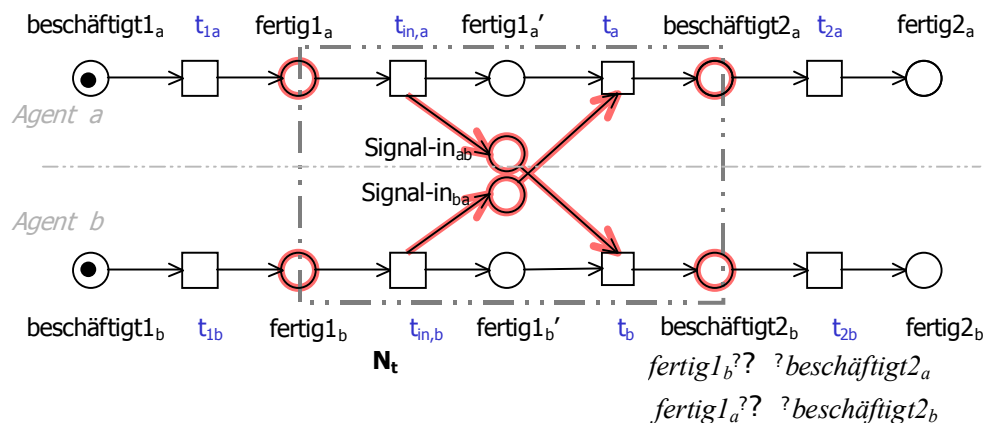 beschäftigt1a t1a fertig1a tin,a fertig1a′ ta beschäftigt2a t2a fertig2a
Agent a
Signal-inab
Signal-inba
Agent b
beschäftigt1b t1b fertig1b tin,b fertig1b′ tb beschäftigt2b t2b fertig2b
Nt
fertig1b?? ?beschäftigt2a
fertig1a?? ?beschäftigt2b